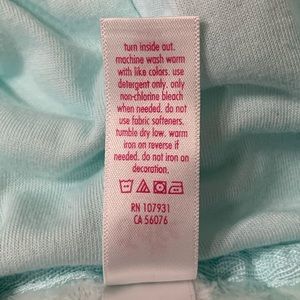 turn inside out.
machine wash warm
with like colors. use
detergent only. only
non-chlorine bleach
when needed. do not
use fabric softeners.
tumble dry low. warm
iron on reverse if
needed. do not iron on
decoration.
RN 107931
CA 56076